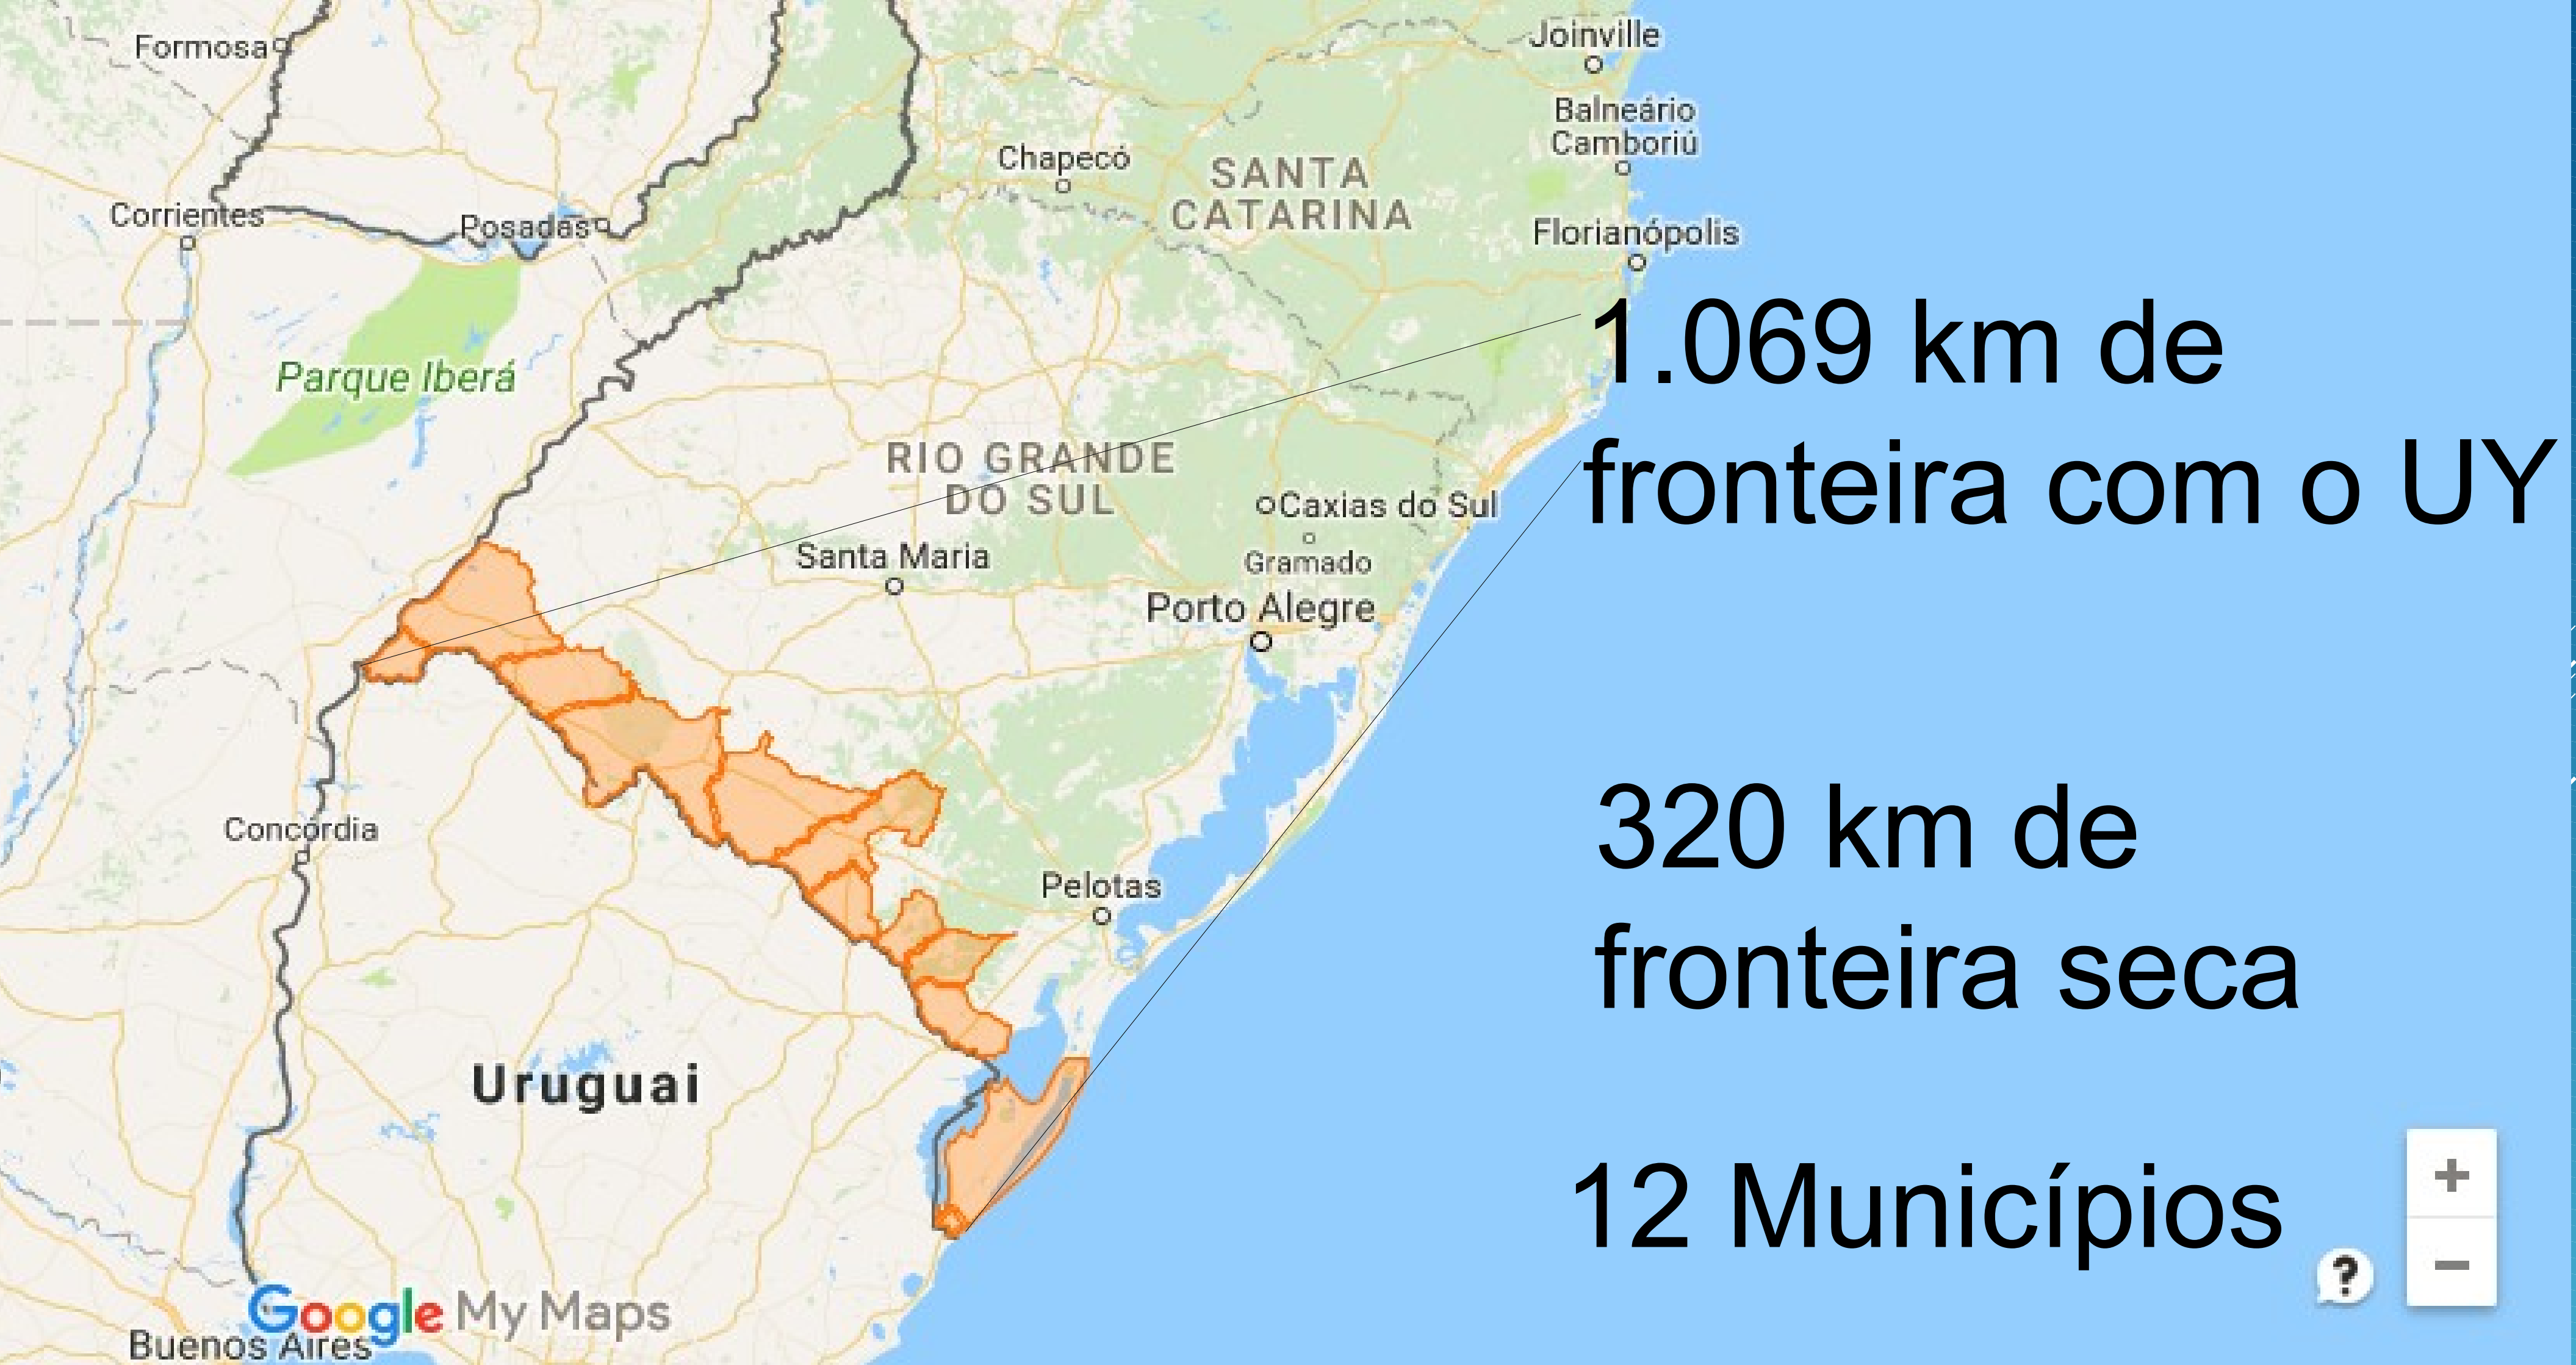 Formosa
Joinville
Balneário
Camboriú
Chapecó
SANTA
CATARINA
Corrientes
Posadas
Florianópolis
1.069 km de
fronteira com o UY
Parque Iberá
RIO GRANDE
DO SUL
Caxias do Sul
Gramado
Santa Maria
Porto Alegre
320 km de
fronteira seca
Concórdia
Pelotas
Uruguai
12 Municípios
+
−
?
Google My Maps
Buenos Aires